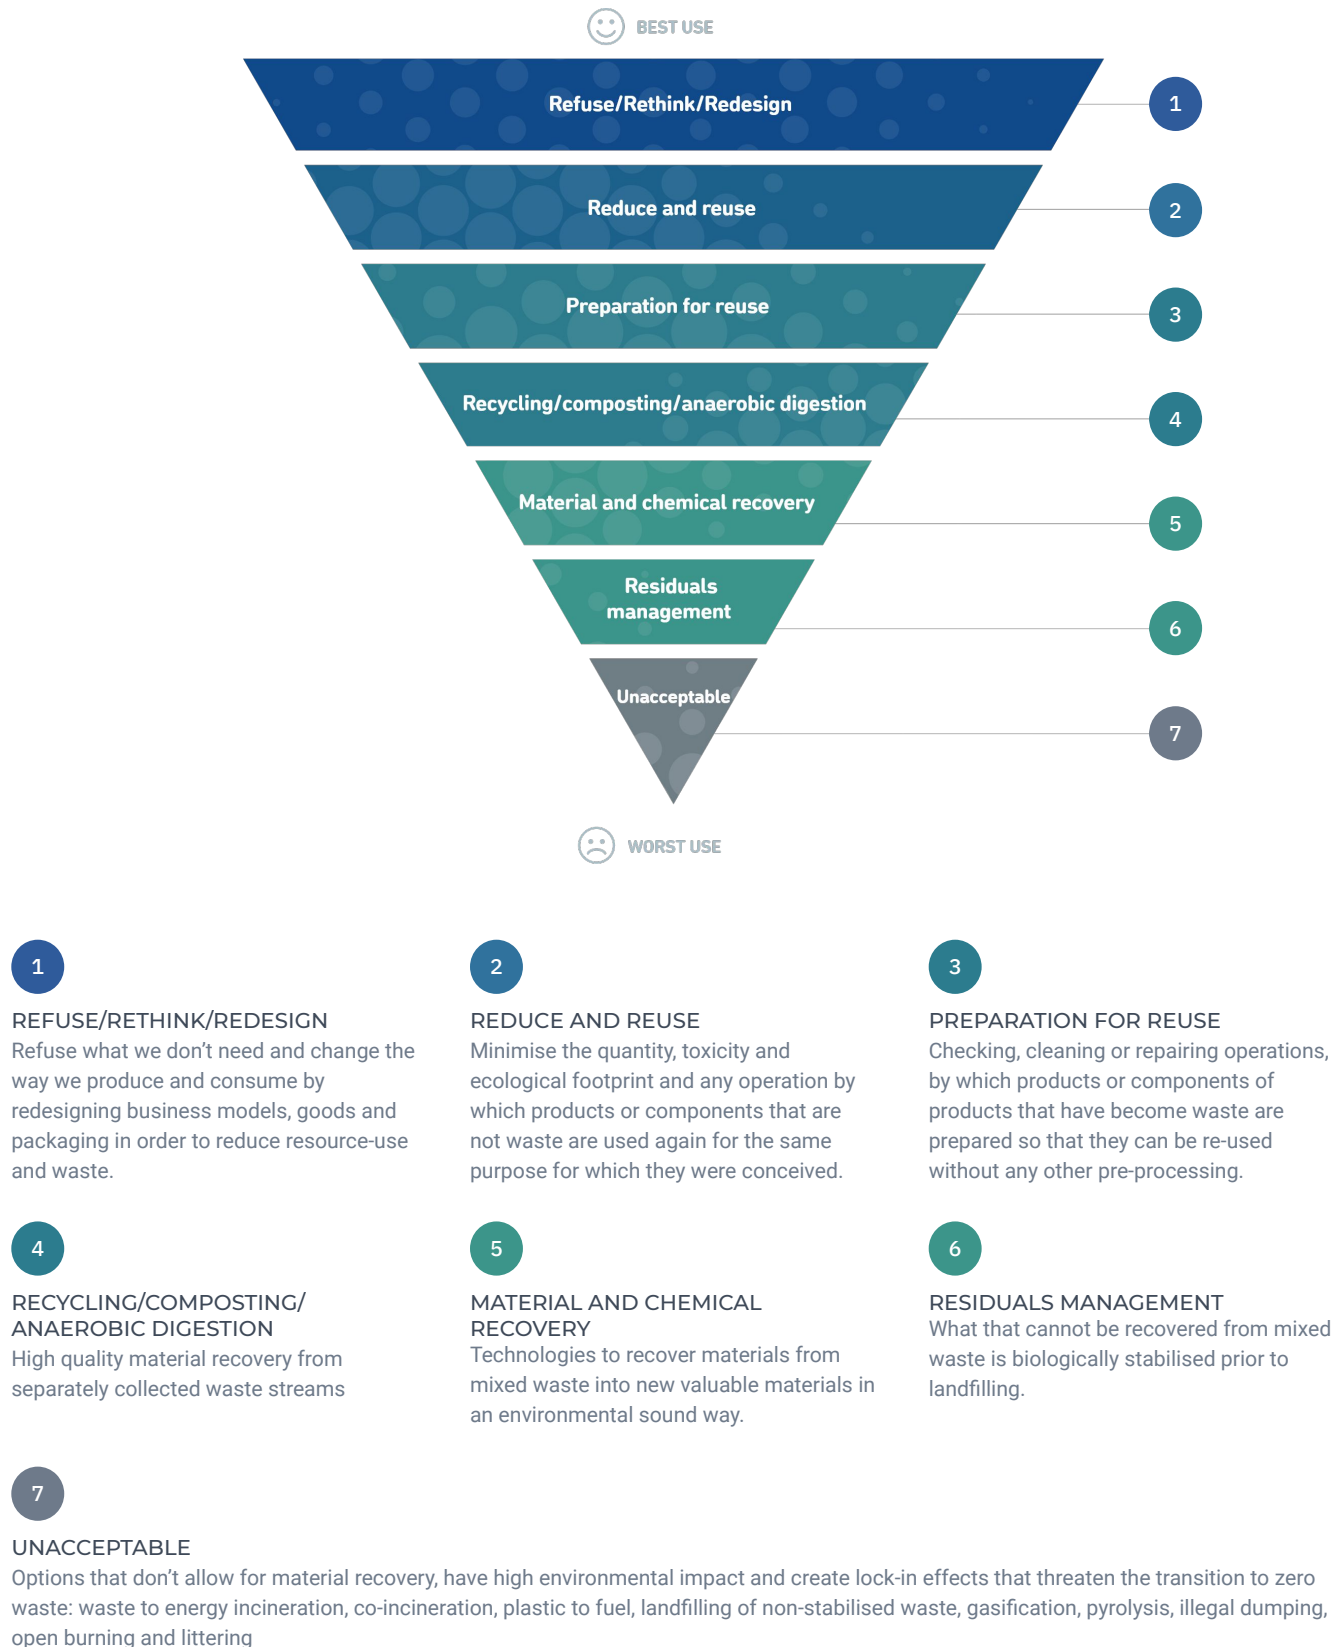 BEST USE
Refuse/Rethink/Redesign
1
Reduce and reuse
2
Preparation for reuse
3
Recycling/composting/anaerobic digestion
4
Material and chemical recovery
5
Residuals
management
6
Unacceptable
7
WORST USE
1
REFUSE/RETHINK/REDESIGN
Refuse what we don’t need and change the
way we produce and consume by
redesigning business models, goods and
packaging in order to reduce resource-use
and waste.
2
REDUCE AND REUSE
Minimise the quantity, toxicity and
ecological footprint and any operation by
which products or components that are
not waste are used again for the same
purpose for which they were conceived.
3
PREPARATION FOR REUSE
Checking, cleaning or repairing operations,
by which products or components of
products that have become waste are
prepared so that they can be re-used
without any other pre-processing.
4
RECYCLING/COMPOSTING/
ANAEROBIC DIGESTION
High quality material recovery from
separately collected waste streams
5
MATERIAL AND CHEMICAL
RECOVERY
Technologies to recover materials from
mixed waste into new valuable materials in
an environmental sound way.
6
RESIDUALS MANAGEMENT
What that cannot be recovered from mixed
waste is biologically stabilised prior to
landfilling.
7
UNACCEPTABLE
Options that don’t allow for material recovery, have high environmental impact and create lock-in effects that threaten the transition to zero
waste: waste to energy incineration, co-incineration, plastic to fuel, landfilling of non-stabilised waste, gasification, pyrolysis, illegal dumping,
open burning and littering